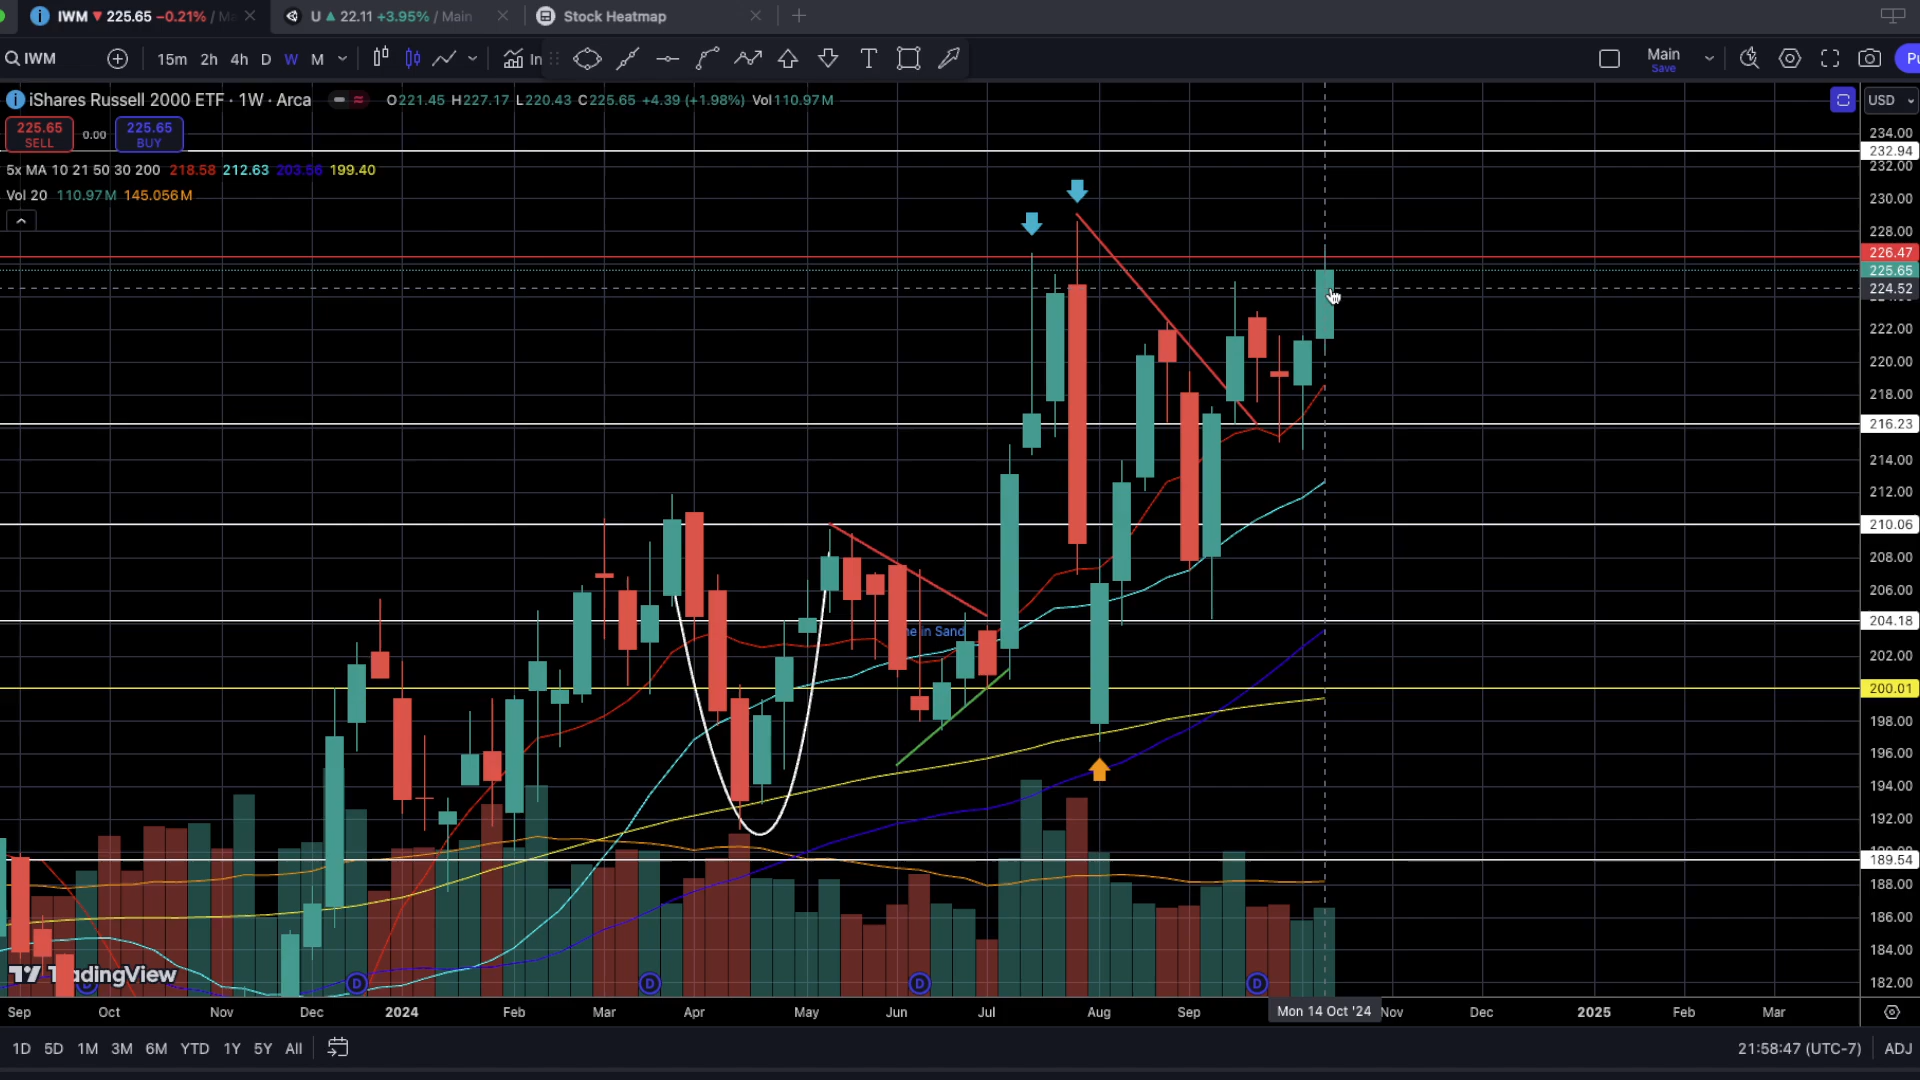 IWM ▼ 225.65 −0.21% / Ma
U ▲ 22.11 +3.95% / Main
Stock Heatmap
IWM
15m 2h 4h D W M
In
T
Main
Save
Pu
iShares Russell 2000 ETF · 1W · Arca
O221.45 H227.17 L220.43 C225.65 +4.39 (+1.98%) Vol110.97M
USD
225.65
SELL
0.00
225.65
BUY
5x MA 10 21 50 30 200 218.58 212.63 203.56 199.40
Vol 20 110.97M 145.056M
234.00
232.94
232.00
230.00
228.00
226.47
225.65
224.52
222.00
220.00
218.00
216.23
214.00
212.00
210.06
208.00
206.00
204.18
202.00
200.01
198.00
196.00
194.00
192.00
189.54
188.00
186.00
184.00
182.00
ne in Sand
TradingView
D D D D D
Sep Oct Nov Dec 2024 Feb Mar Apr May Jun Jul Aug Sep Mon 14 Oct '24 Nov Dec 2025 Feb Mar
1D 5D 1M 3M 6M YTD 1Y 5Y All
21:58:47 (UTC-7)
ADJ